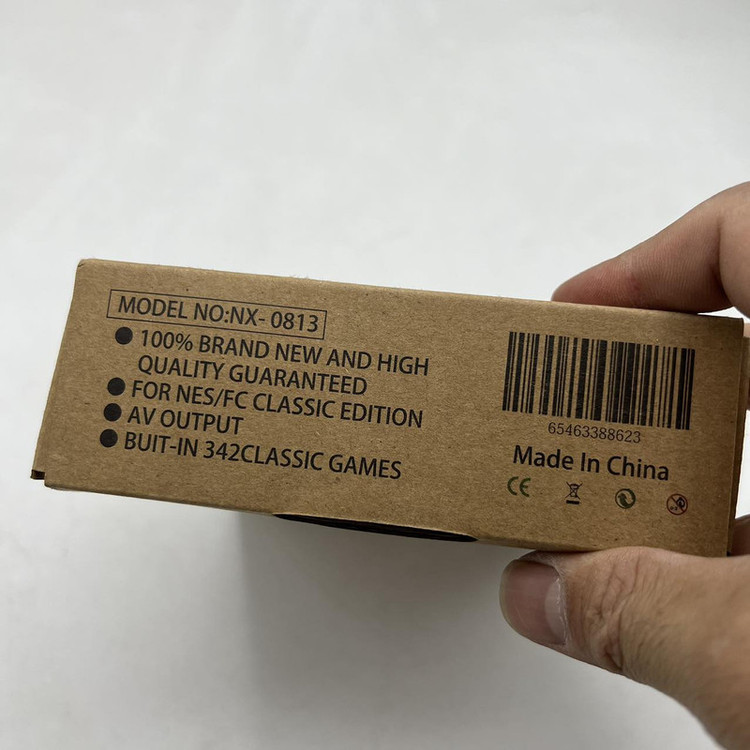 MODEL NO:NX- 0813
● 100% BRAND NEW AND HIGH
QUALITY GUARANTEED
● FOR NES/FC CLASSIC EDITION
● AV OUTPUT
● BUIT-IN 342CLASSIC GAMES
65463388623
Made In China
CE